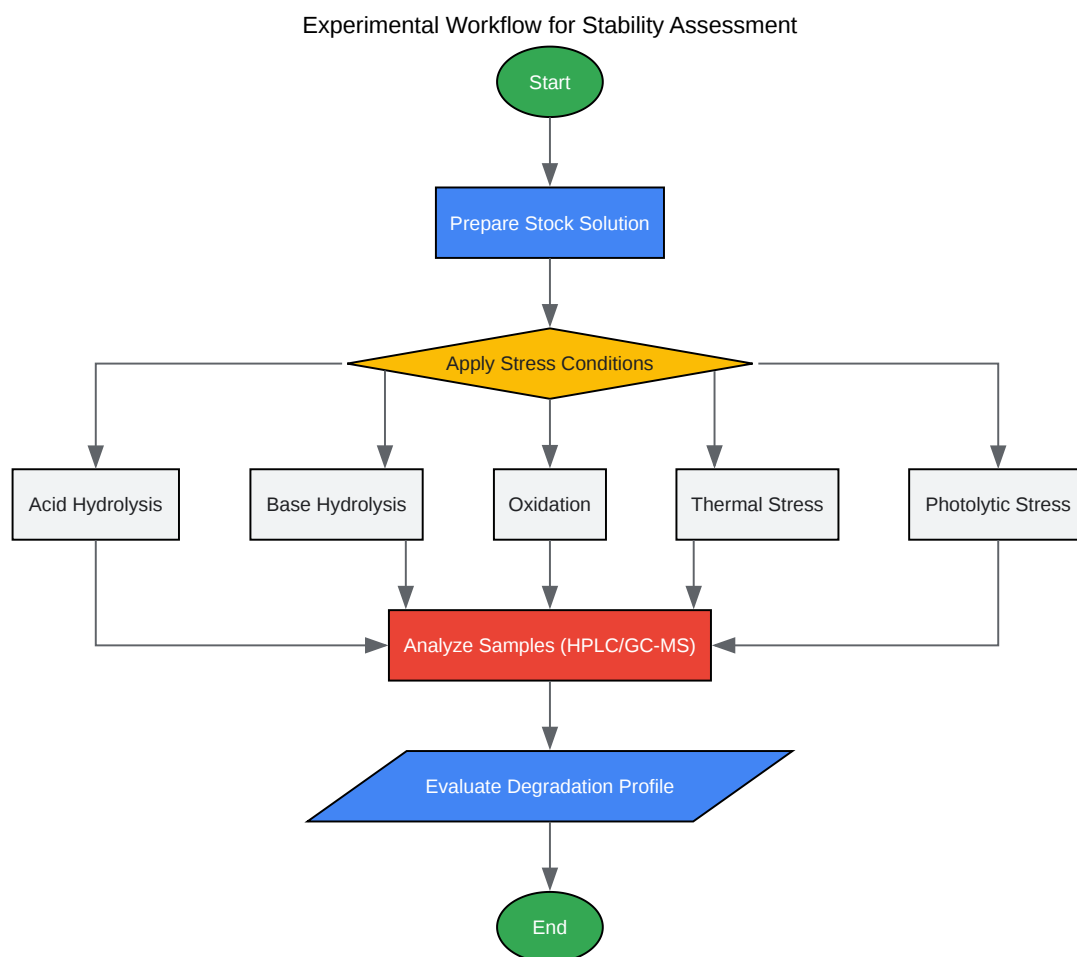 Experimental Workflow for Stability Assessment
Start
Prepare Stock Solution
Apply Stress Conditions
Acid Hydrolysis
Base Hydrolysis
Oxidation
Thermal Stress
Photolytic Stress
Analyze Samples (HPLC/GC-MS)
Evaluate Degradation Profile
End